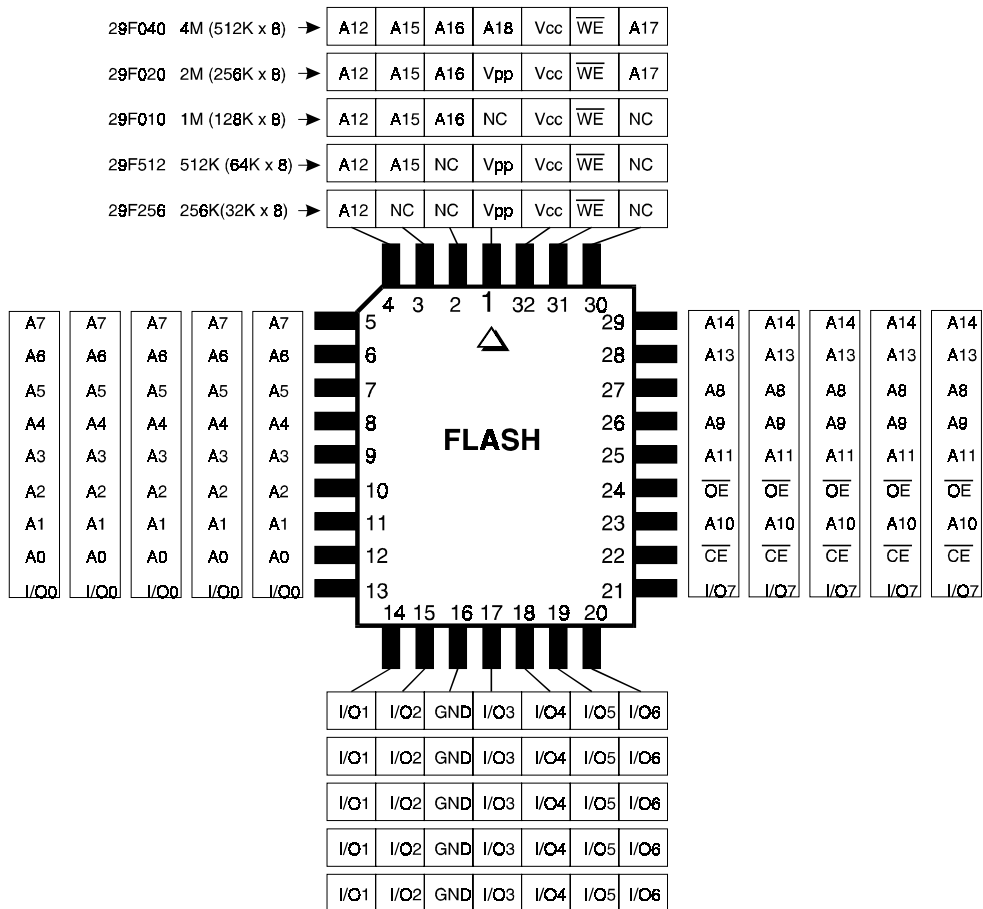 29F040 4M (512K x 8) A12 A15 A16 A18 Vcc WE A17
29F020 2M (256K x 8) A12 A15 A16 Vpp Vcc WE A17
29F010 1M (128K x 8) A12 A15 A16 NC Vcc WE NC
29F512 512K (64K x 8) A12 A15 NC Vpp Vcc WE NC
29F256 256K(32K x 8) A12 NC NC Vpp Vcc WE NC
4 3 2 1 32 31 30
A7 A7 A7 A7 A7 5 29 A14 A14 A14 A14 A14
A6 A6 A6 A6 A6 6 28 A13 A13 A13 A13 A13
A5 A5 A5 A5 A5 7 27 A8 A8 A8 A8 A8
A4 A4 A4 A4 A4 8 26 A9 A9 A9 A9 A9
FLASH
A3 A3 A3 A3 A3 9 25 A11 A11 A11 A11 A11
A2 A2 A2 A2 A2 10 24 OE OE OE OE OE
A1 A1 A1 A1 A1 11 23 A10 A10 A10 A10 A10
A0 A0 A0 A0 A0 12 22 CE CE CE CE CE
I/O0 I/O0 I/O0 I/O0 I/O0 13 21 I/O7 I/O7 I/O7 I/O7 I/O7
14 15 16 17 18 19 20
I/O1 I/O2 GND I/O3 I/O4 I/O5 I/O6
I/O1 I/O2 GND I/O3 I/O4 I/O5 I/O6
I/O1 I/O2 GND I/O3 I/O4 I/O5 I/O6
I/O1 I/O2 GND I/O3 I/O4 I/O5 I/O6
I/O1 I/O2 GND I/O3 I/O4 I/O5 I/O6